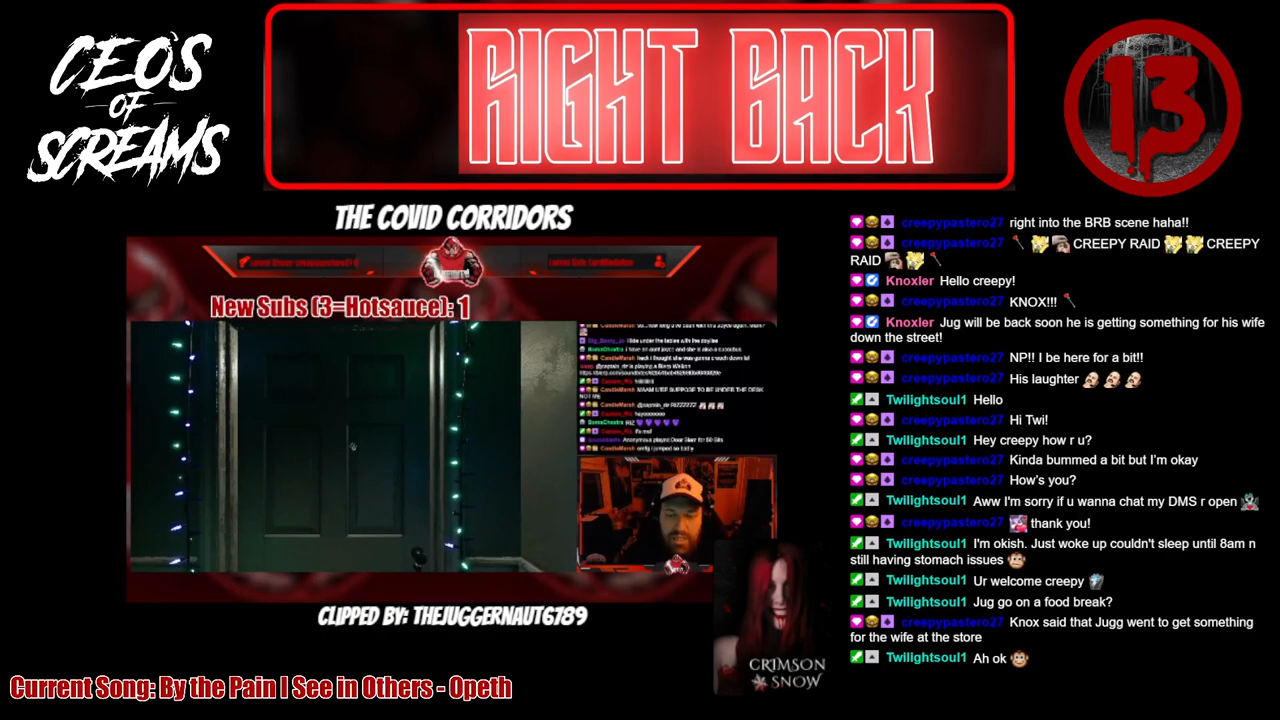 CEO'S
OF
SCREAMS
RIGHT BACK
13
THE COVID CORRIDORS
New Subs (3=Hotsauce): 1
CLIPPED BY: THEJUGGERNAUT6789
CRIMSON
SNOW
Current Song: By the Pain I See in Others - Opeth
creepypastero27 right into the BRB scene haha!!
creepypastero27 CREEPY RAID CREEPY
RAID
Knoxler Hello creepy!
creepypastero27 KNOX!!!
Knoxler Jug will be back soon he is getting something for his wife
down the street!
creepypastero27 NP!! I be here for a bit!!
creepypastero27 His laughter
Twilightsoul1 Hello
creepypastero27 Hi Twi!
Twilightsoul1 Hey creepy how r u?
creepypastero27 Kinda bummed a bit but I'm okay
creepypastero27 How's you?
Twilightsoul1 Aww I'm sorry if u wanna chat my DMS r open
creepypastero27 thank you!
Twilightsoul1 I'm okish. Just woke up couldn't sleep until 8am n
still having stomach issues
Twilightsoul1 Ur welcome creepy
Twilightsoul1 Jug go on a food break?
creepypastero27 Knox said that Jugg went to get something
for the wife at the store
Twilightsoul1 Ah ok